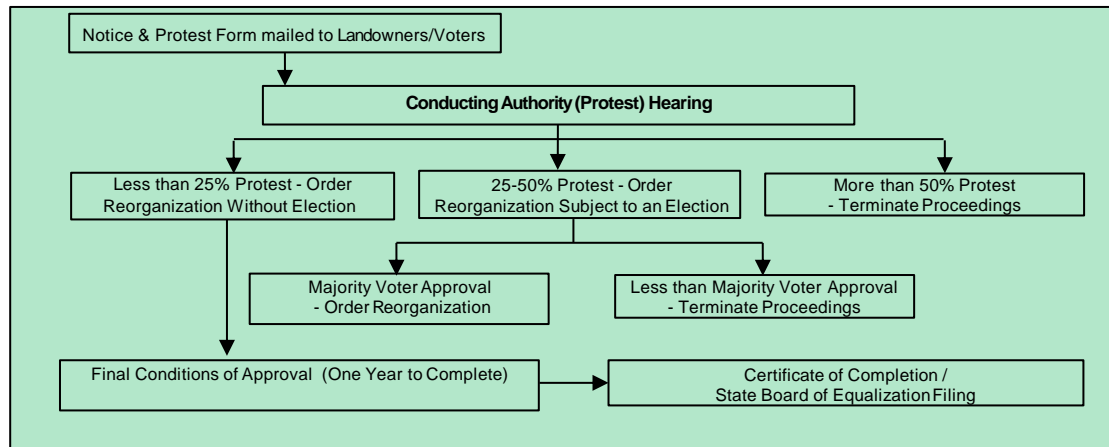 Notice & Protest Form mailed to Landowners/Voters
Conducting Authority (Protest) Hearing
Less than 25% Protest - Order
Reorganization Without Election
25-50% Protest - Order
Reorganization Subject to an Election
More than 50% Protest
- Terminate Proceedings
Majority Voter Approval
- Order Reorganization
Less than Majority Voter Approval
- Terminate Proceedings
Final Conditions of Approval (One Year to Complete)
Certificate of Completion /
State Board of Equalization Filing